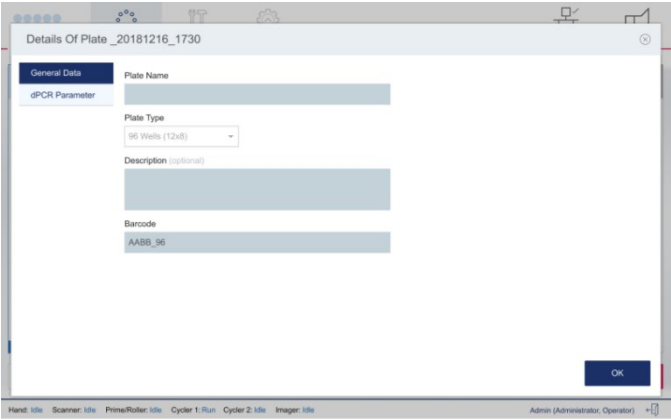 Details Of Plate _20181216_1730
General Data
dPCR Parameter
Plate Name
Plate Type
96 Wells (12x8)
Description (optional)
Barcode
AABB_96
OK
Hand: Idle Scanner: Idle Prime/Roller: Idle Cycler 1: Run Cycler 2: Idle Imager: Idle Admin (Administrator, Operator)